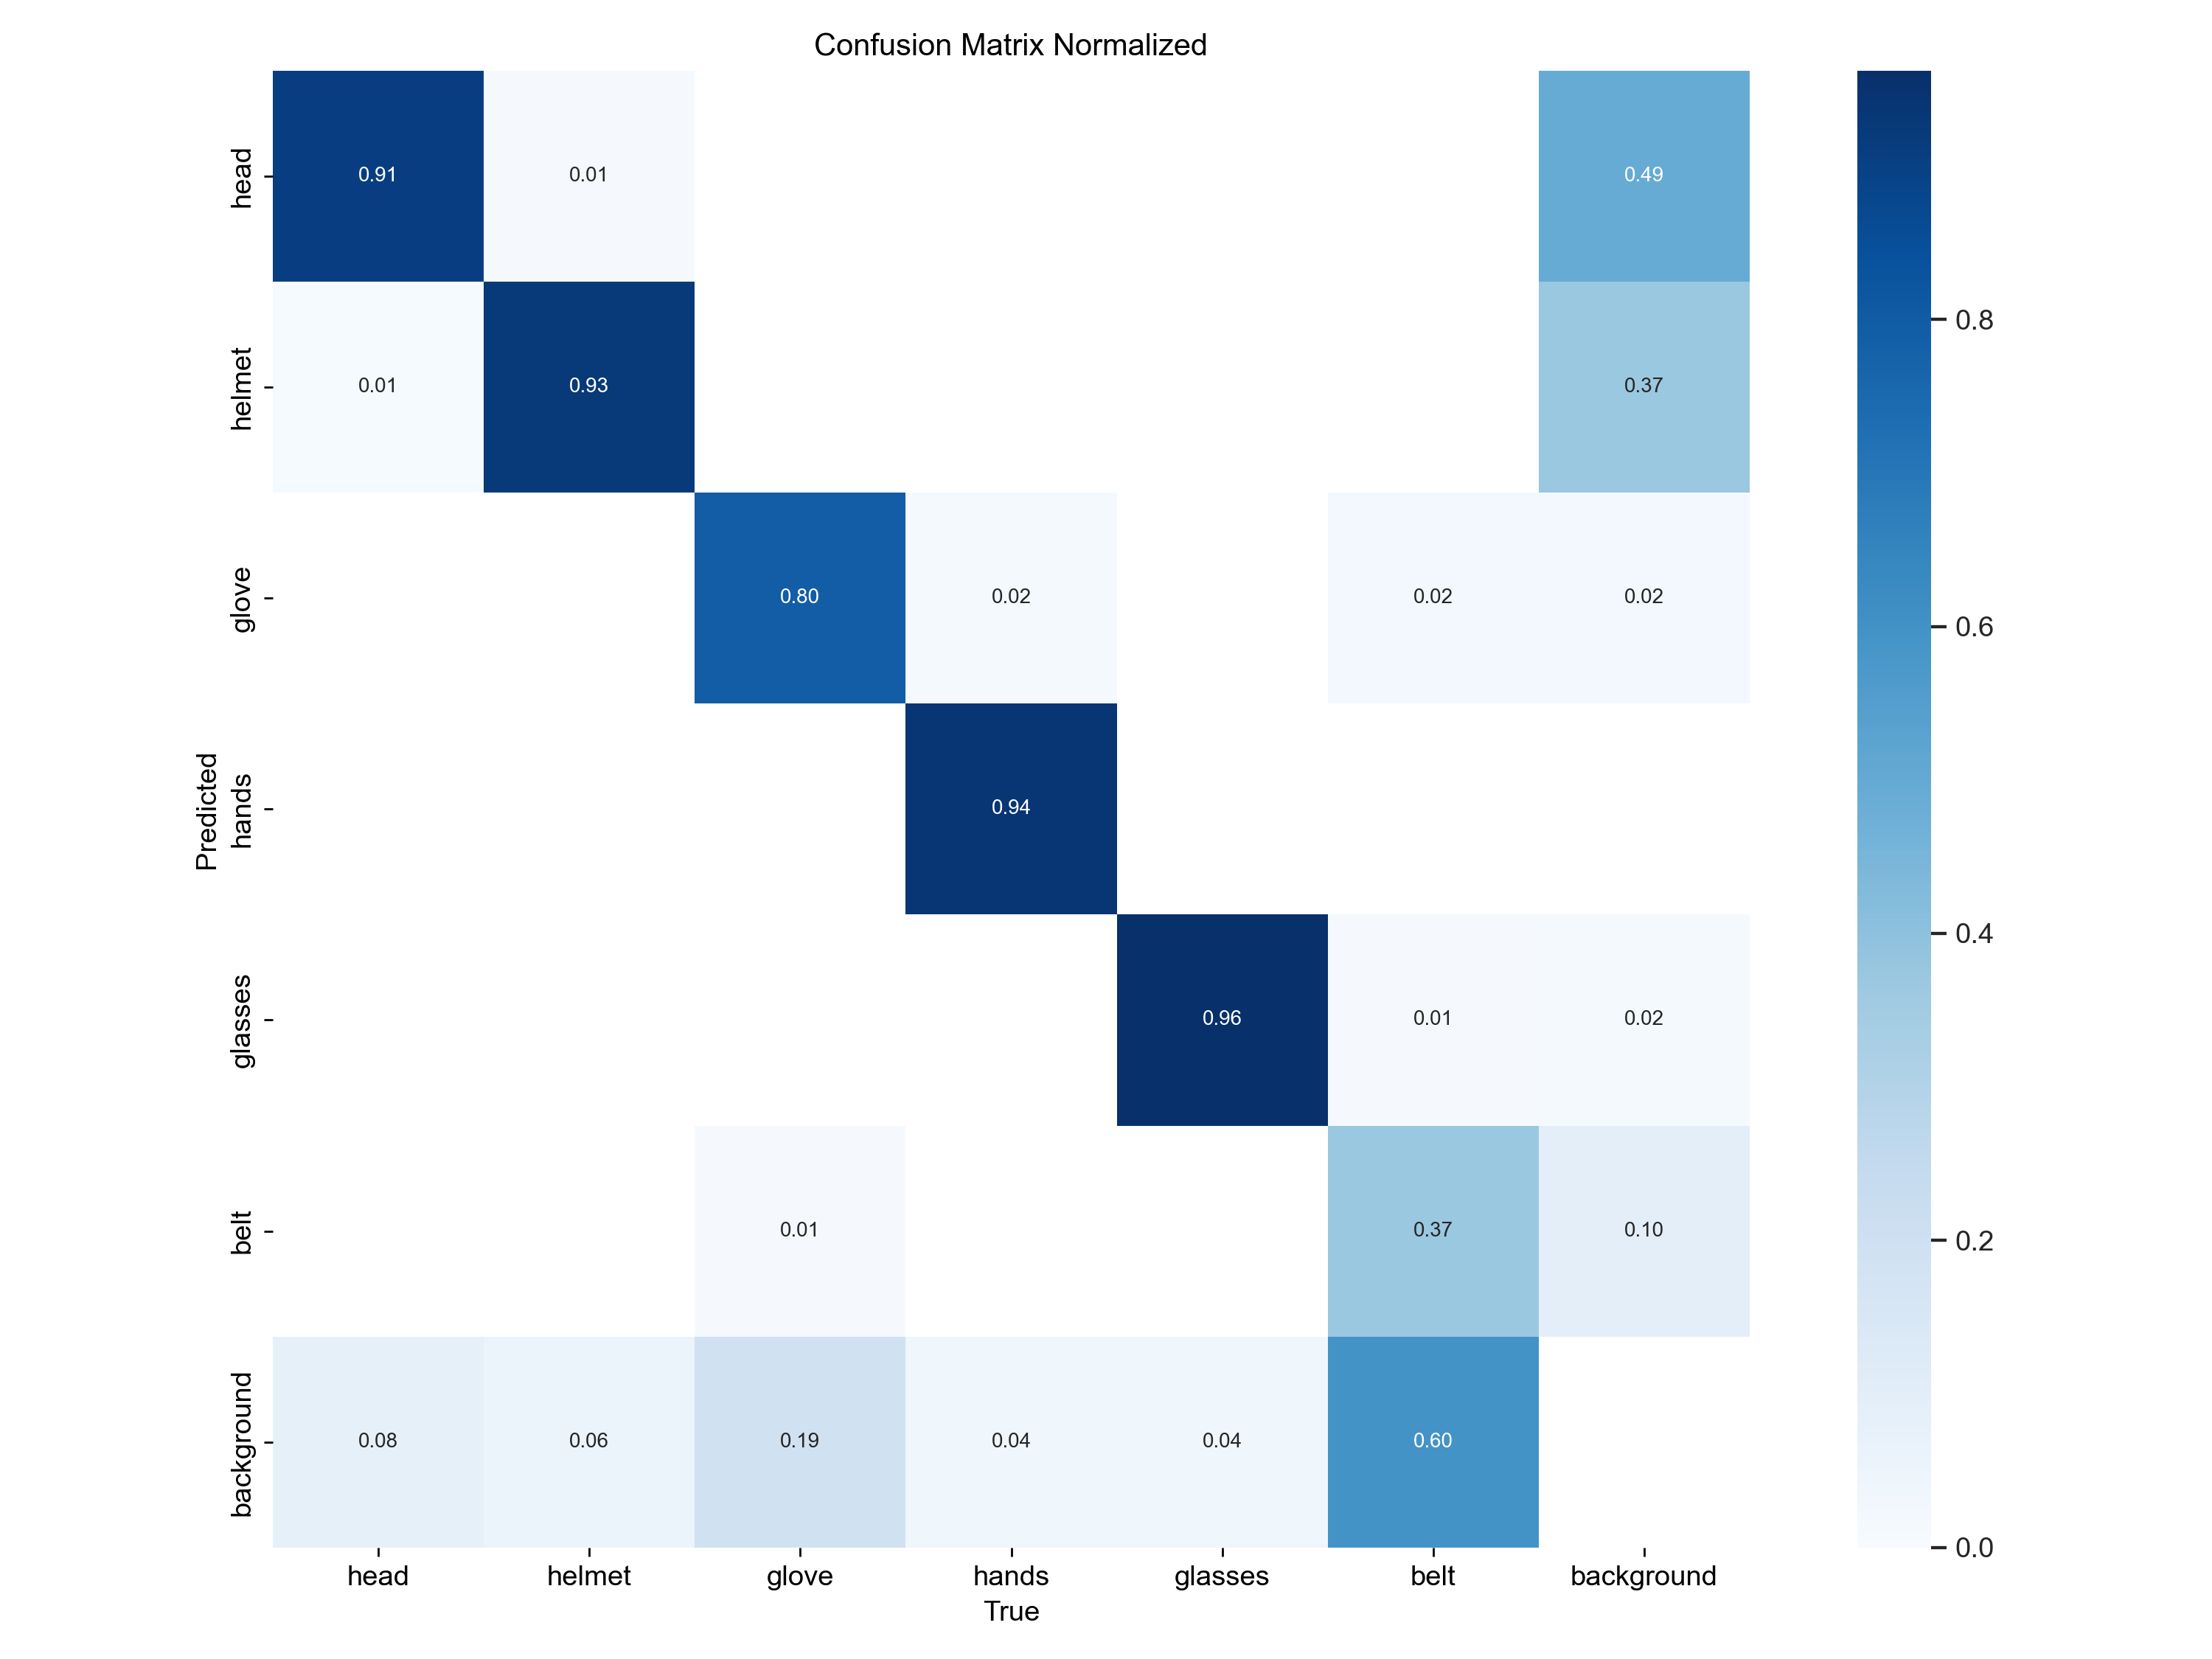 Confusion Matrix Normalized
head
0.91
0.01
0.49
helmet
0.01
0.93
0.37
0.8
glove
0.80
0.02
0.02
0.02
0.6
Predicted
hands
0.94
0.4
glasses
0.96
0.01
0.02
belt
0.01
0.37
0.10
0.2
background
0.08
0.06
0.19
0.04
0.04
0.60
0.0
head
helmet
glove
hands
glasses
belt
background
True